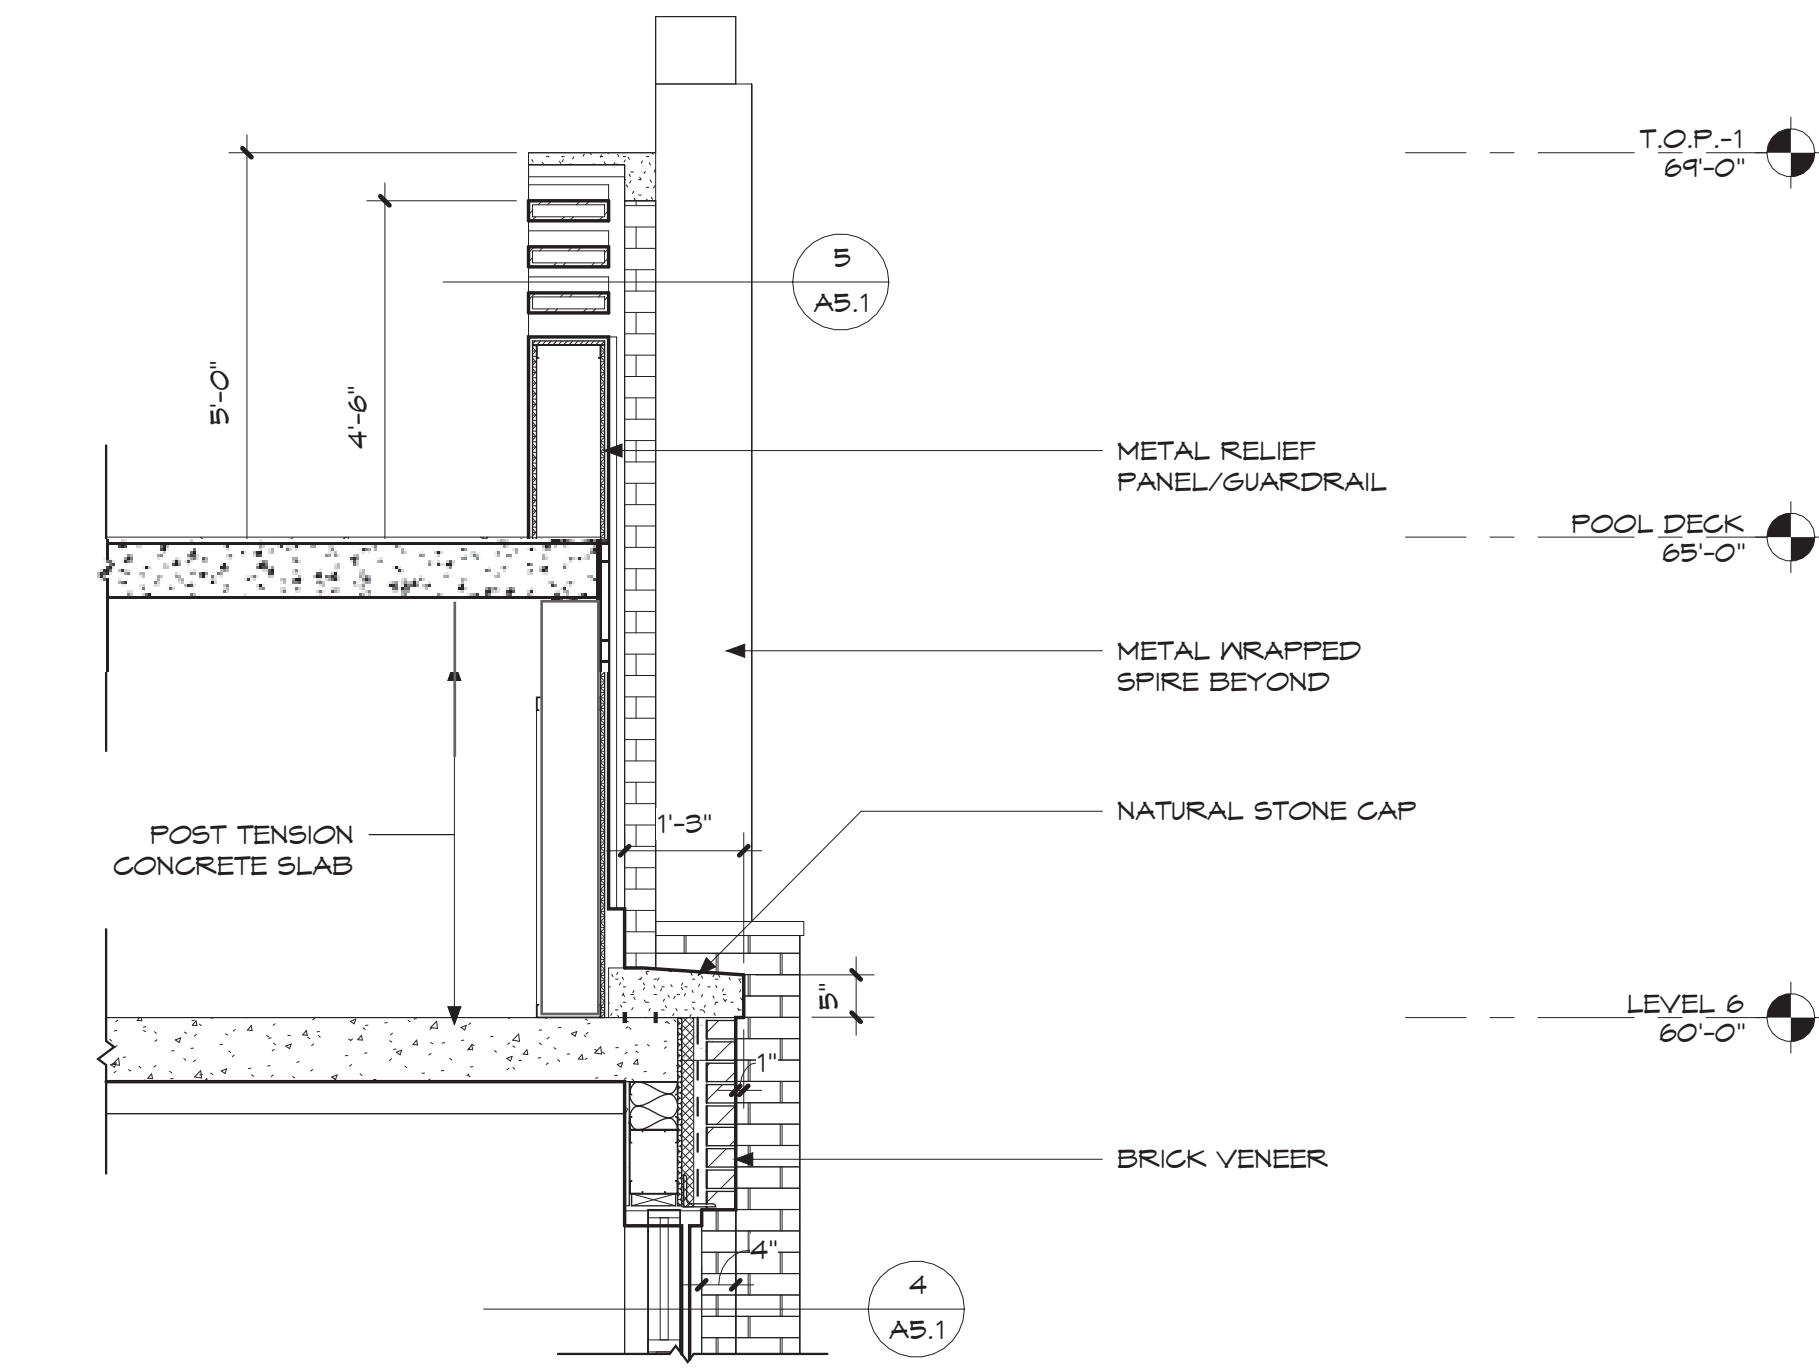 T.O.P.-1
69'-0"
5
A5.1
5'-0"
4'-6"
METAL RELIEF
PANEL/GUARDRAIL
POOL DECK
65'-0"
METAL WRAPPED
SPIRE BEYOND
1'-3"
NATURAL STONE CAP
POST TENSION
CONCRETE SLAB
5"
LEVEL 6
60'-0"
1"
BRICK VENEER
4"
4
A5.1